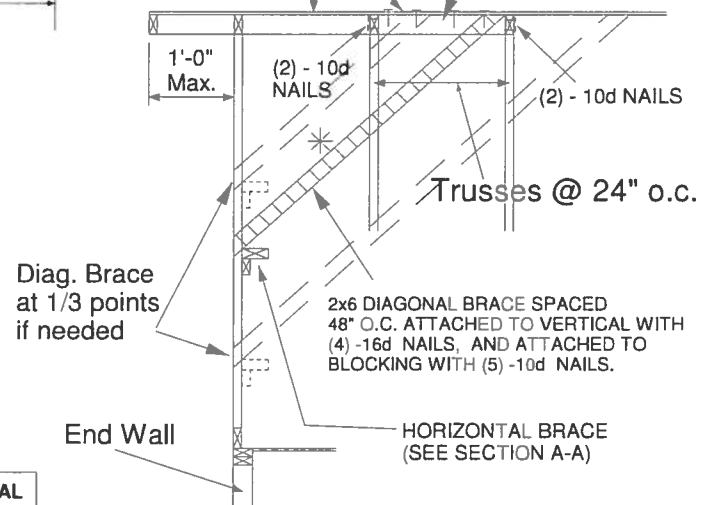 1'-0"
Max.
(2) - 10d
NAILS
(2) - 10d NAILS
Trusses @ 24" o.c.
Diag. Brace
at 1/3 points
if needed
2x6 DIAGONAL BRACE SPACED
48" O.C. ATTACHED TO VERTICAL WITH
(4) -16d NAILS, AND ATTACHED TO
BLOCKING WITH (5) -10d NAILS.
End Wall
HORIZONTAL BRACE
(SEE SECTION A-A)
AL